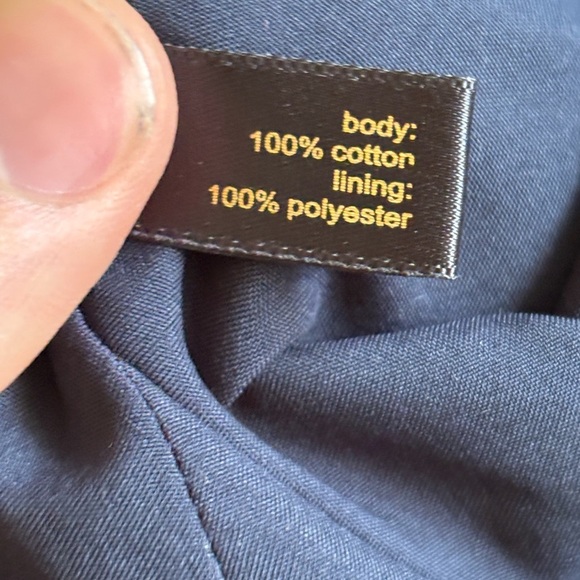 body:
100% cotton
lining:
100% polyester